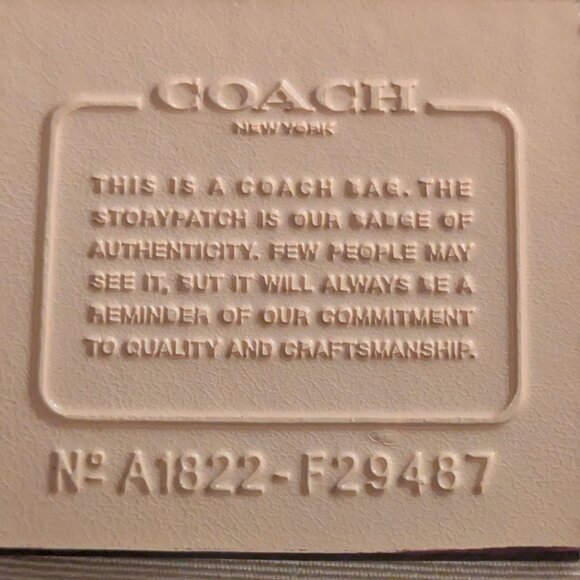 COACH
NEW YORK
THIS IS A COACH BAG. THE
STORYPATCH IS OUR BADGE OF
AUTHENTICITY. FEW PEOPLE MAY
SEE IT, BUT IT WILL ALWAYS BE A
REMINDER OF OUR COMMITMENT
TO QUALITY AND CRAFTSMANSHIP.
Nº A1822-F29487